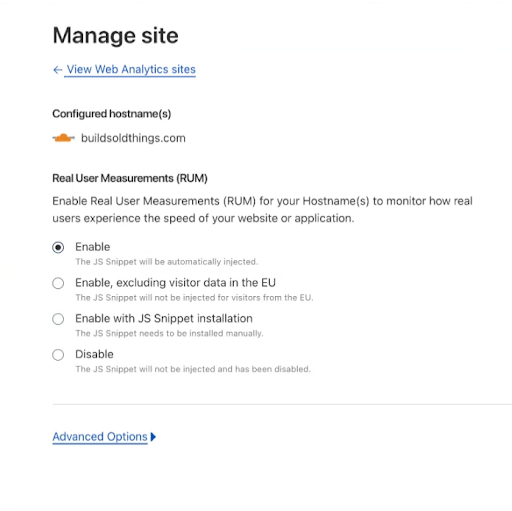 Manage site
← View Web Analytics sites
Configured hostname(s)
buildsoldthings.com
Real User Measurements (RUM)
Enable Real User Measurements (RUM) for your Hostname(s) to monitor how real
users experience the speed of your website or application.
Enable
The JS Snippet will be automatically injected.
Enable, excluding visitor data in the EU
The JS Snippet will not be injected for visitors from the EU.
Enable with JS Snippet installation
The JS Snippet needs to be installed manually.
Disable
The JS Snippet will not be injected and has been disabled.
Advanced Options